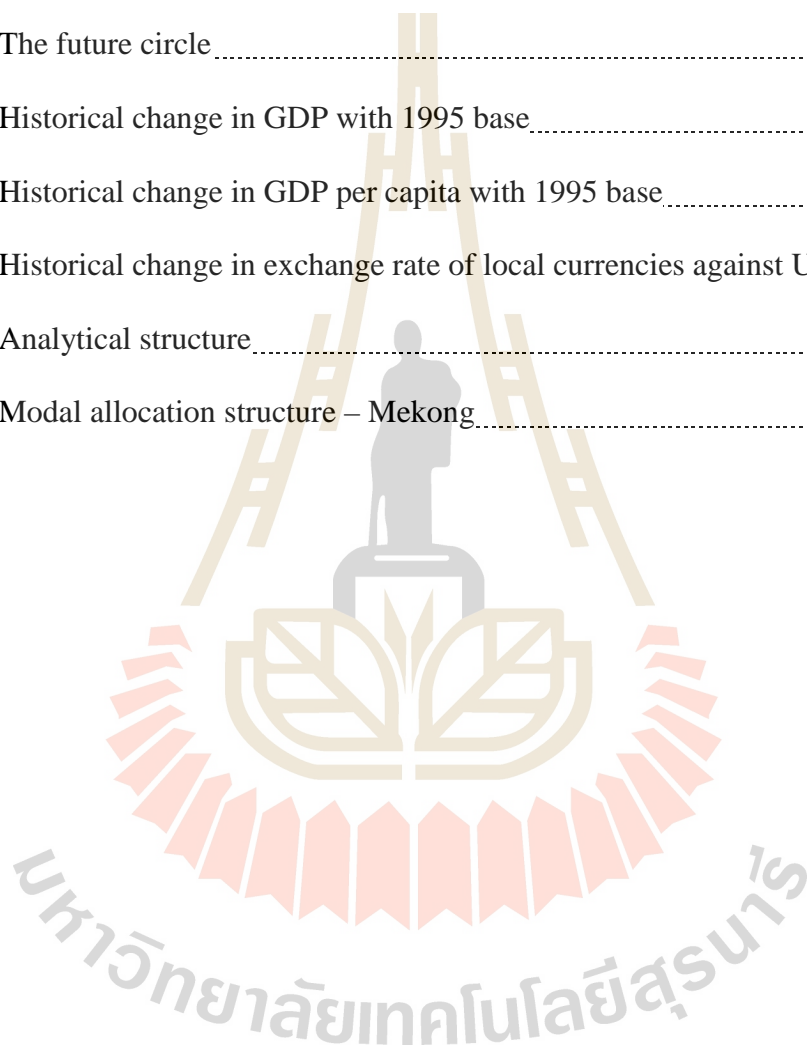 The future circle
Historical change in GDP with 1995 base
Historical change in GDP per capita with 1995 base
Historical change in exchange rate of local currencies against U
Analytical structure
Modal allocation structure – Mekong
มหาวิทยาลัยเทคโนโลยีสุรนารี